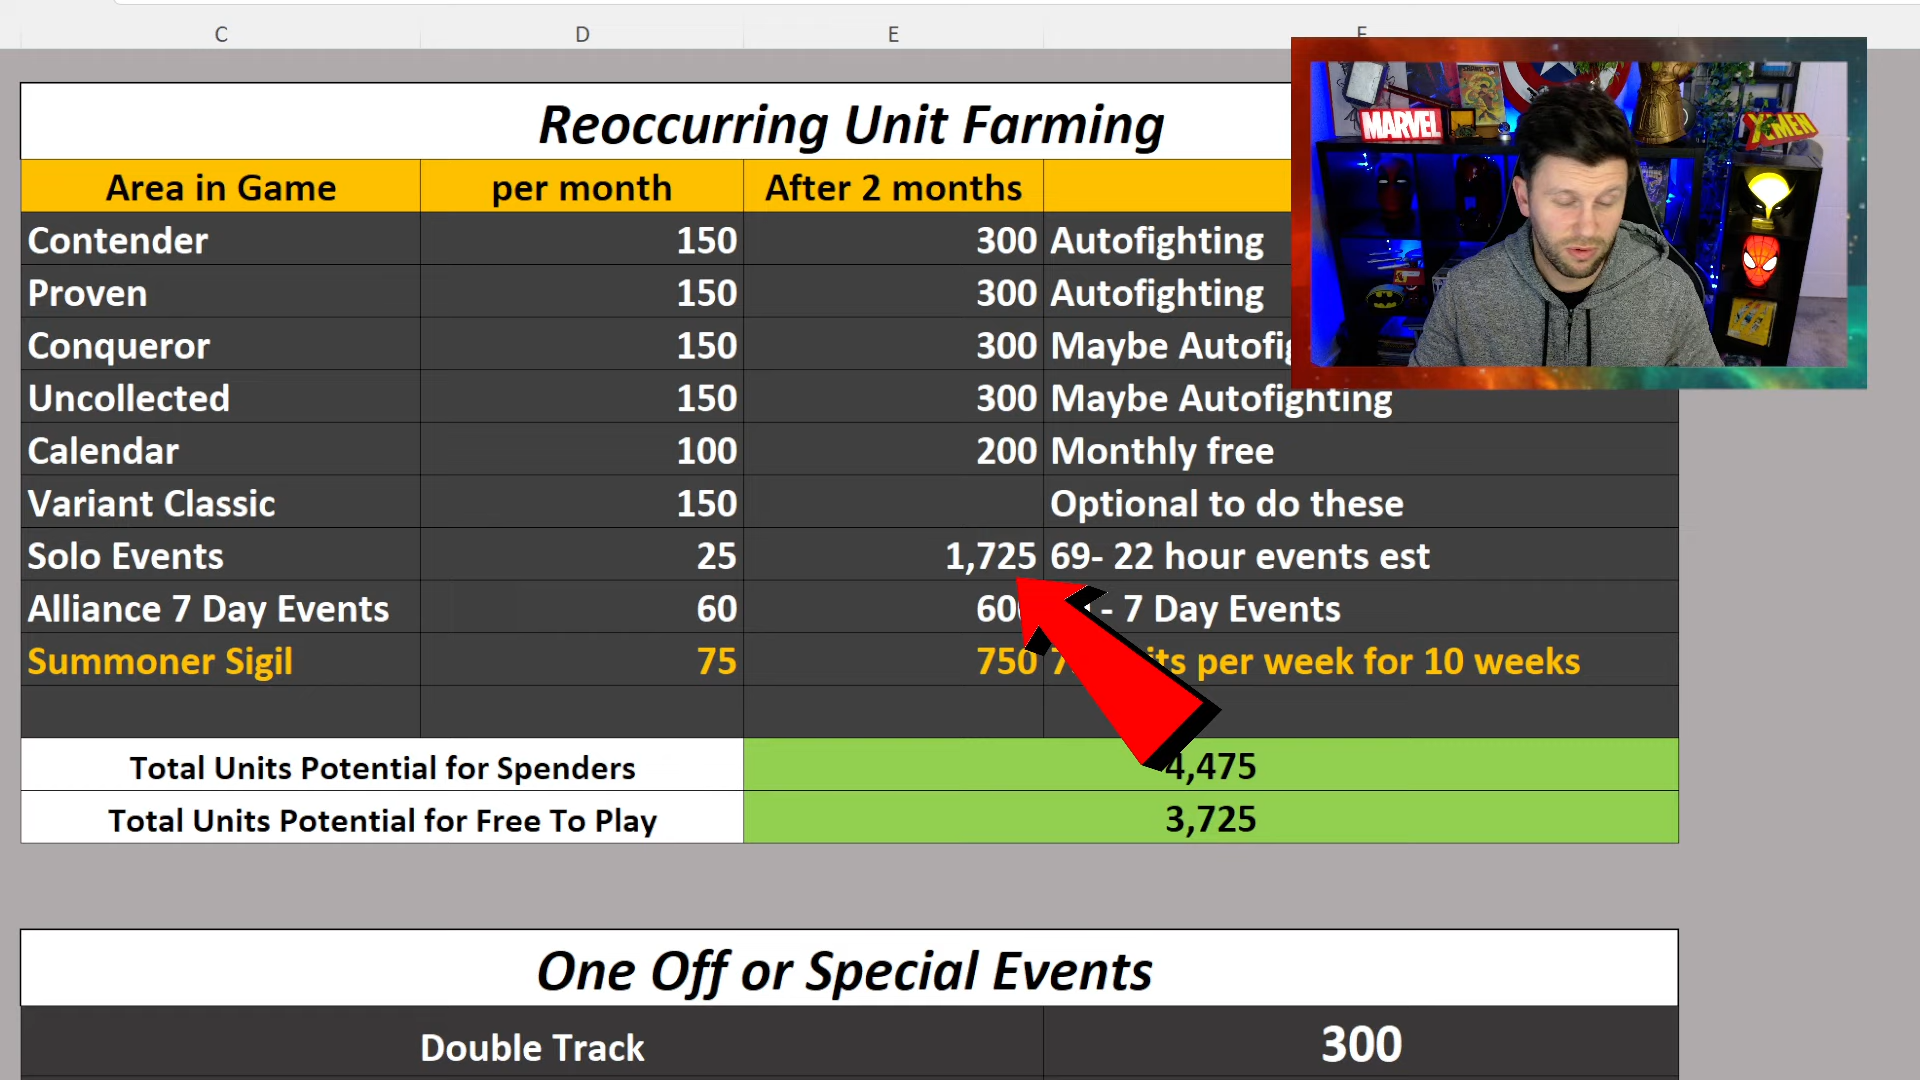 C D E F
Reoccurring Unit Farming
Area in Game per month After 2 months
Contender 150 300 Autofighting
Proven 150 300 Autofighting
Conqueror 150 300 Maybe
Uncollected 150 300 Maybe Autofighting
Calendar 100 200 Monthly free
Variant Classic 150 Optional to do these
Solo Events 25 1,725 69- 22 hour events est
Alliance 7 Day Events 60 - 7 Day Events
Summoner Sigil 75 750 per week for 10 weeks
Total Units Potential for Spenders 4,475
Total Units Potential for Free To Play 3,725
One Off or Special Events
Double Track 300
MARVEL
X-MEN